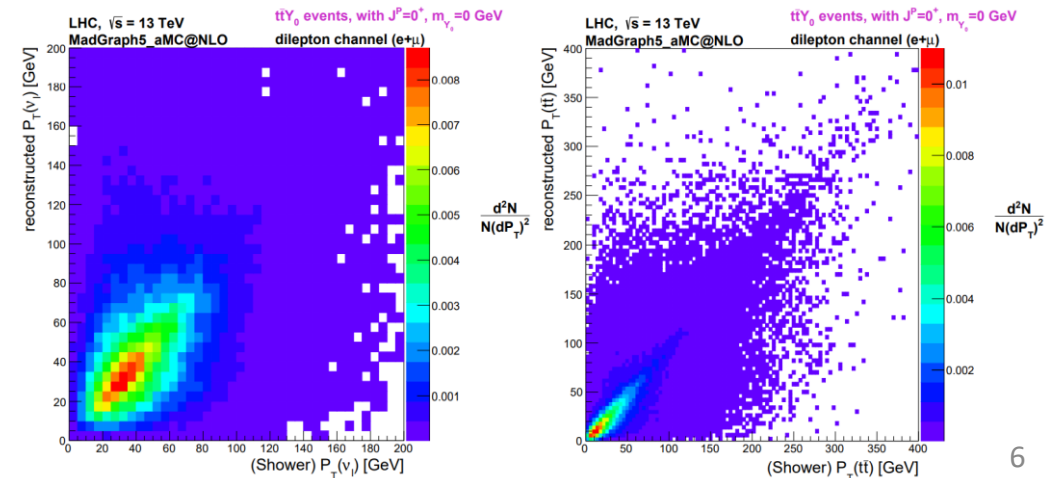 LHC, √s = 13 TeV
MadGraph5_aMC@NLO
tt̄Y₀ events, with Jᴾ=0⁺, m_Y₀=0 GeV
dilepton channel (e+μ)
reconstructed P_T(ν_l) [GeV]
200
180
160
140
120
100
80
60
40
20
0
0 20 40 60 80 100 120 140 160 180 200
(Shower) P_T(ν_l) [GeV]
0.008
0.007
0.006
0.005
0.004
0.003
0.002
0.001
d²N
N(dP_T)²
LHC, √s = 13 TeV
MadGraph5_aMC@NLO
tt̄Y₀ events, with Jᴾ=0⁺, m_Y₀=0 GeV
dilepton channel (e+μ)
reconstructed P_T(tt̄) [GeV]
400
350
300
250
200
150
100
50
0
0 50 100 150 200 250 300 350 400
(Shower) P_T(tt̄) [GeV]
0.01
0.008
0.006
0.004
0.002
d²N
N(dP_T)²
6